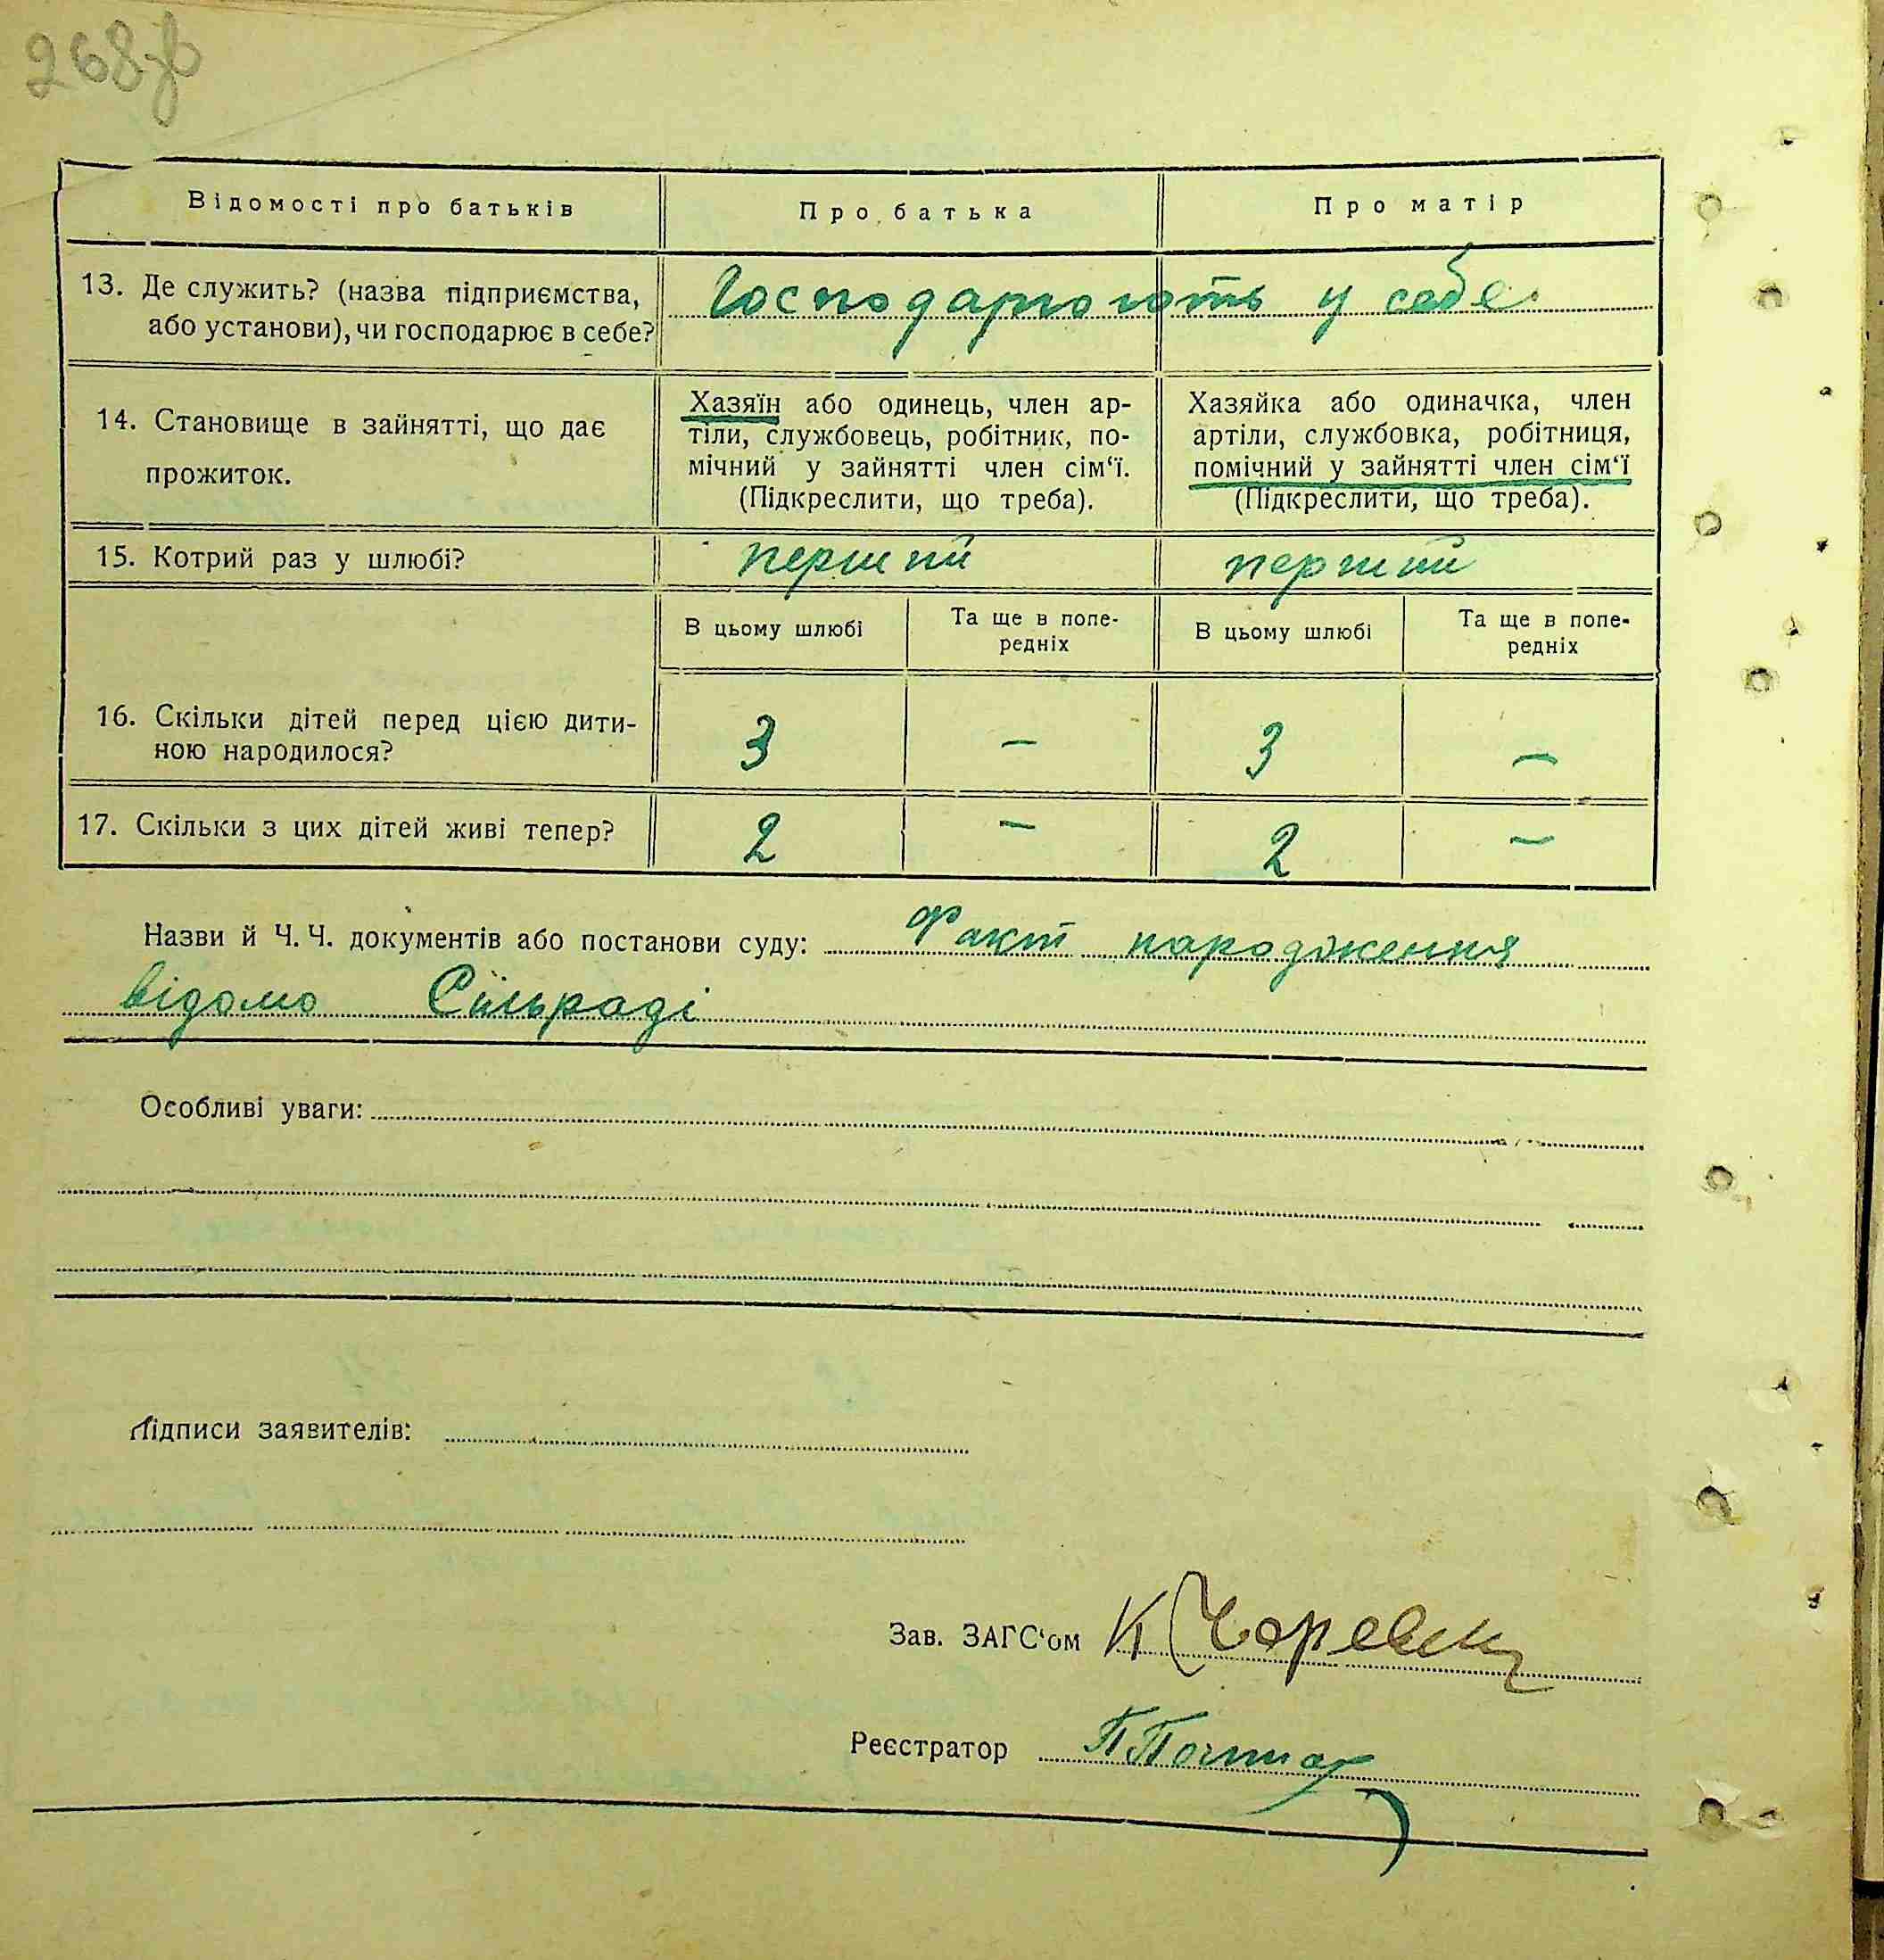 268зв
Відомості про батьків Про батька Про матір
13. Де служить? (назва підприємства, або установи), чи господарює в себе? Господарюють у себе
14. Становище в зайнятті, що дає прожиток.
Хазяїн або одинець, член ар-
тіли, службовець, робітник, по-
мічний у зайнятті член сім‘ї.
(Підкреслити, що треба).
Хазяйка або одиначка, член
артіли, службовка, робітниця,
помічний у зайнятті член сім‘ї
(Підкреслити, що треба).
15. Котрий раз у шлюбі? перший перший
В цьому шлюбі Та ще в попе-
редніх В цьому шлюбі Та ще в попе-
редніх
16. Скільки дітей перед цією дити-
ною народилося? 3 – 3 –
17. Скільки з цих дітей живі тепер? 2 – 2 –
Назви й Ч. Ч. документів або постанови суду: Факт народження
відомо Сільраді
Особливі уваги:
Підписи заявителів:
Зав. ЗАГС‘ом К
Реєстратор